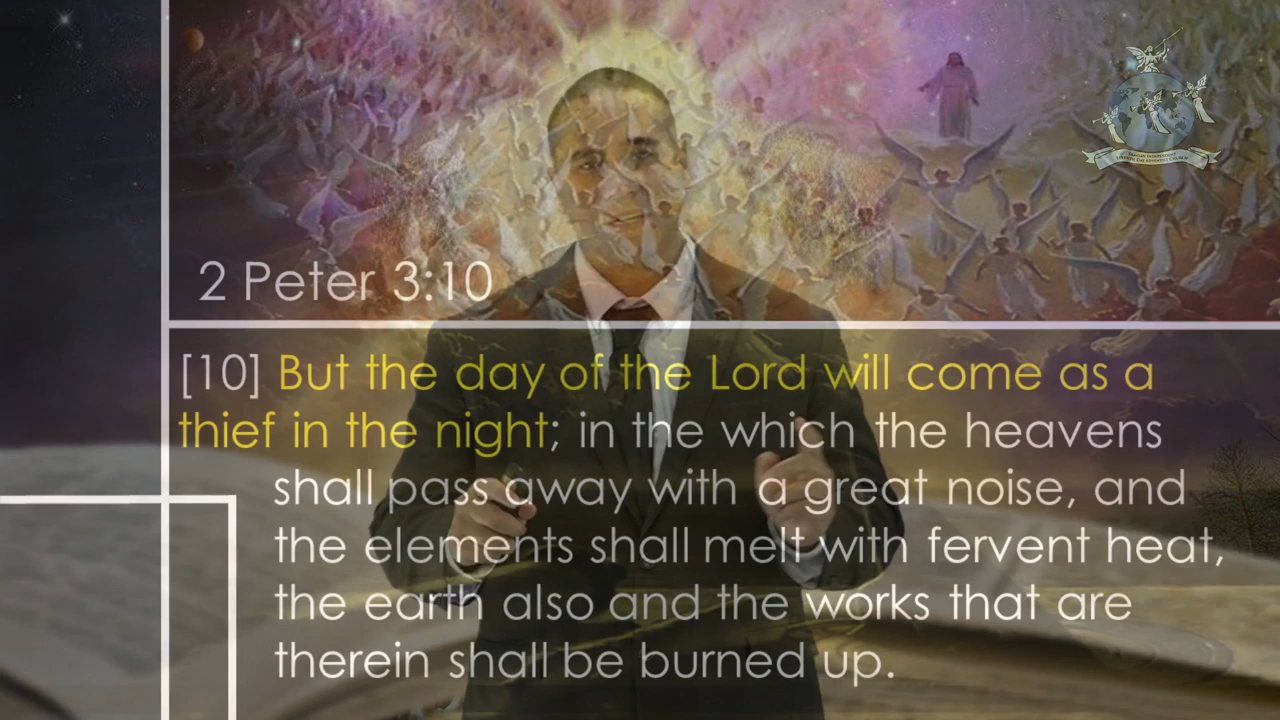 2 Peter 3:10
[10] But the day of the Lord will come as a
thief in the night; in the which the heavens
shall pass away with a great noise, and
the elements shall melt with fervent heat,
the earth also and the works that are
therein shall be burned up.